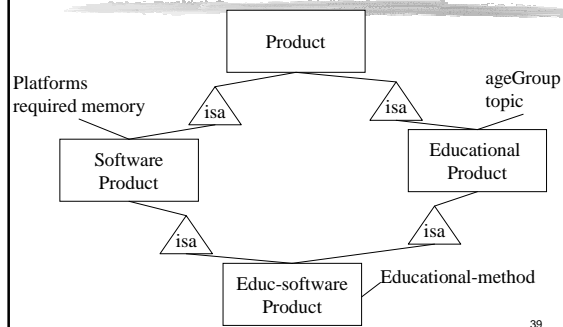 Product
Platforms
required memory
ageGroup
topic
isa
isa
Software
Product
Educational
Product
isa
isa
Educ-software
Product
Educational-method
39